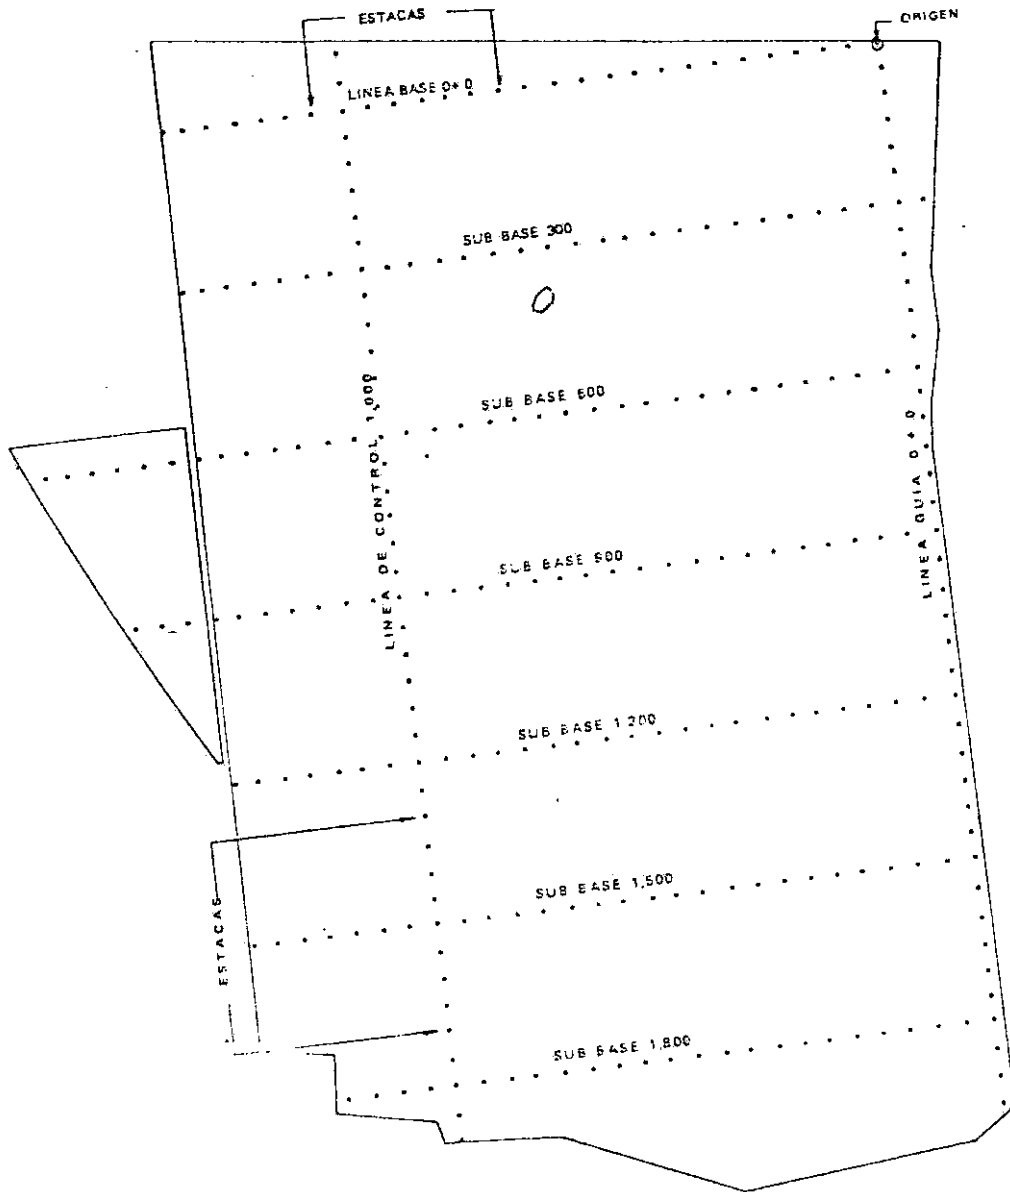 ESTACAS
ORIGEN
LINEA BASE 0+0
SUB BASE 300
SUB BASE 600
LINEA DE CONTROL 1,000
LINEA GUIA 0+0
SUB BASE 900
SUB BASE 1 200
SUB BASE 1,500
ESTACAS
SUB BASE 1,800